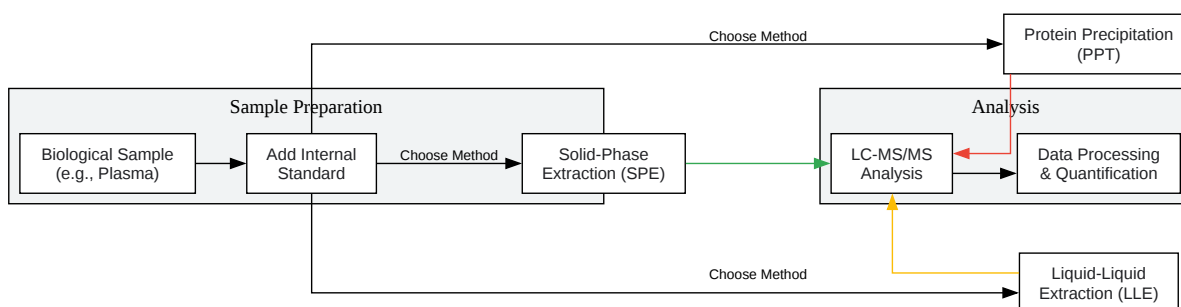 Choose Method
Protein Precipitation
(PPT)
Sample Preparation
Analysis
Biological Sample
(e.g., Plasma)
Add Internal
Standard
Choose Method
Solid-Phase
Extraction (SPE)
LC-MS/MS
Analysis
Data Processing
& Quantification
Choose Method
Liquid-Liquid
Extraction (LLE)